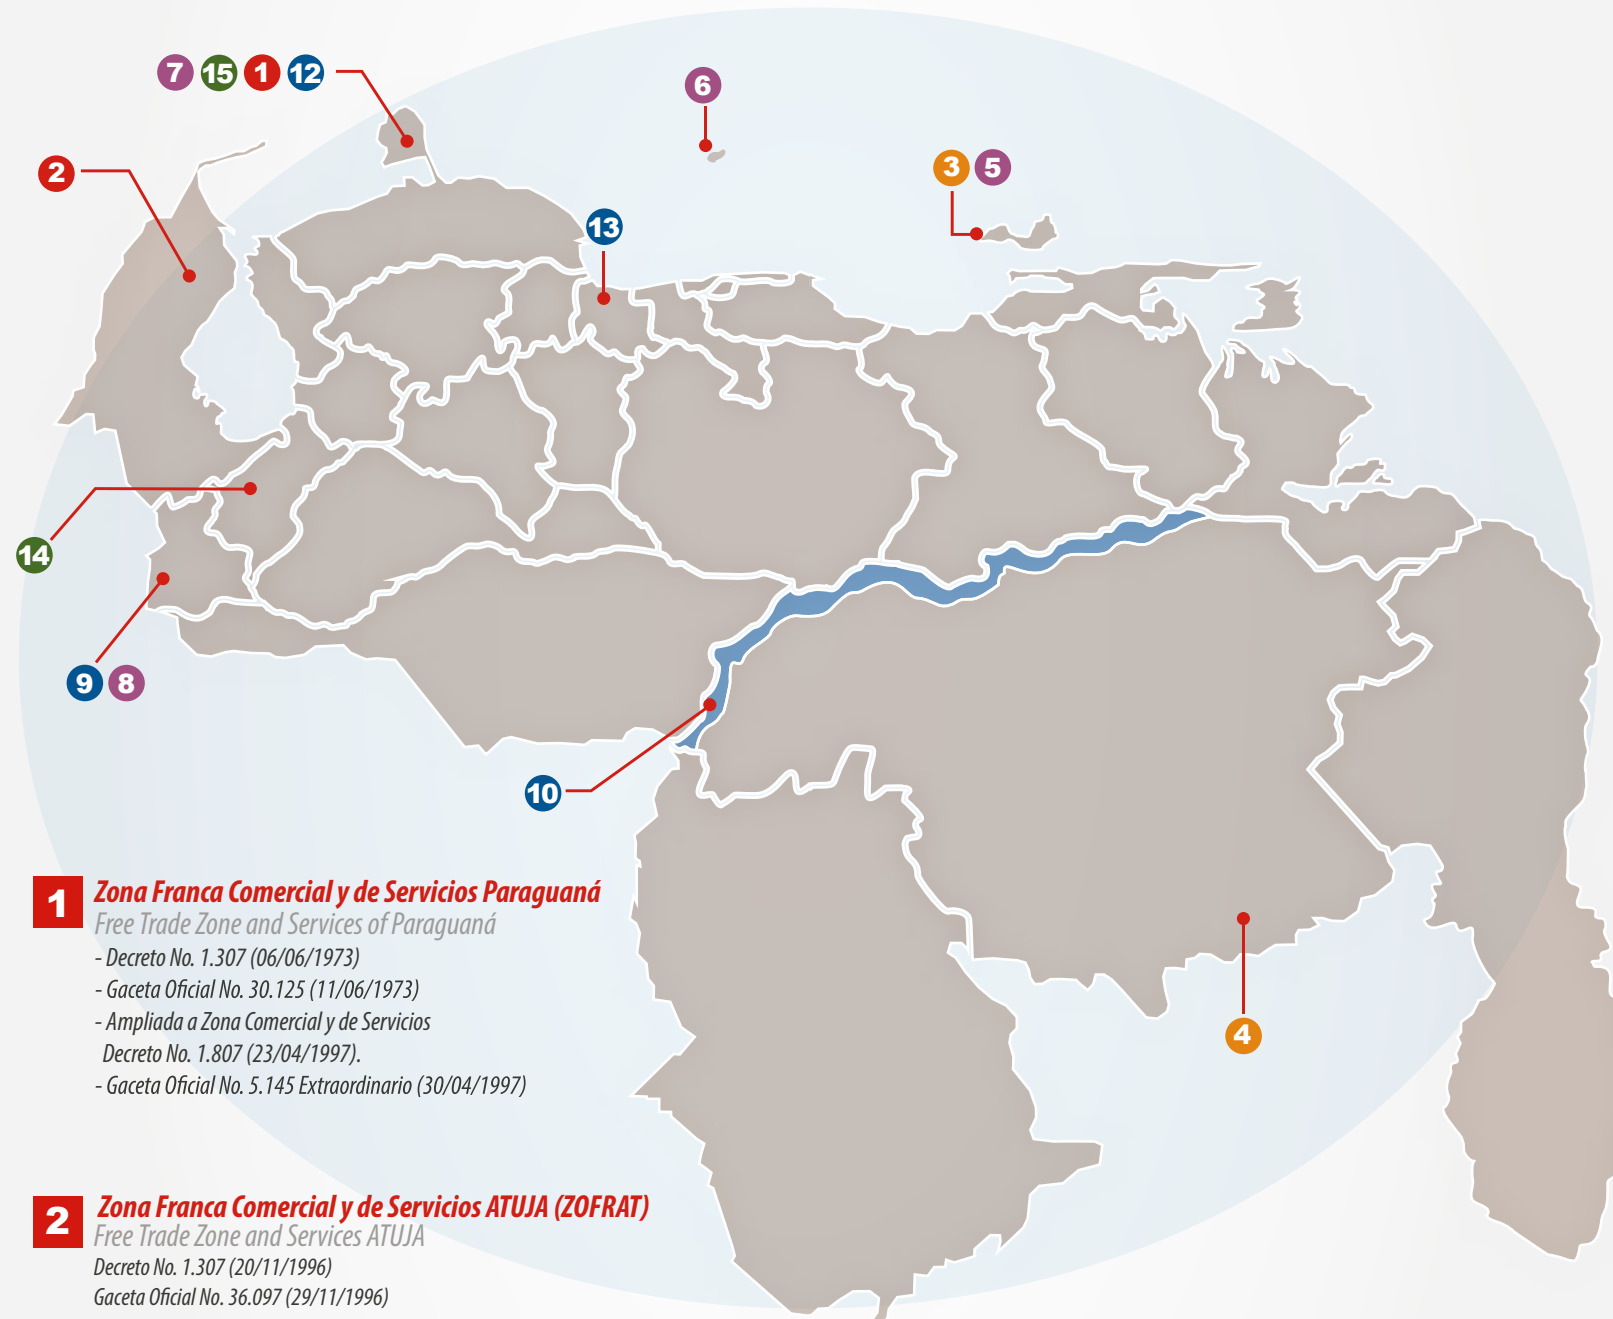 7 15 1 12
6
2
3 5
13
14
9 8
10
4
1 Zona Franca Comercial y de Servicios Paraguaná
Free Trade Zone and Services of Paraguaná
- Decreto No. 1.307 (06/06/1973)
- Gaceta Oficial No. 30.125 (11/06/1973)
- Ampliada a Zona Comercial y de Servicios
Decreto No. 1.807 (23/04/1997).
- Gaceta Oficial No. 5.145 Extraordinario (30/04/1997)
2 Zona Franca Comercial y de Servicios ATUJA (ZOFRAT)
Free Trade Zone and Services ATUJA
Decreto No. 1.307 (20/11/1996)
Gaceta Oficial No. 36.097 (29/11/1996)